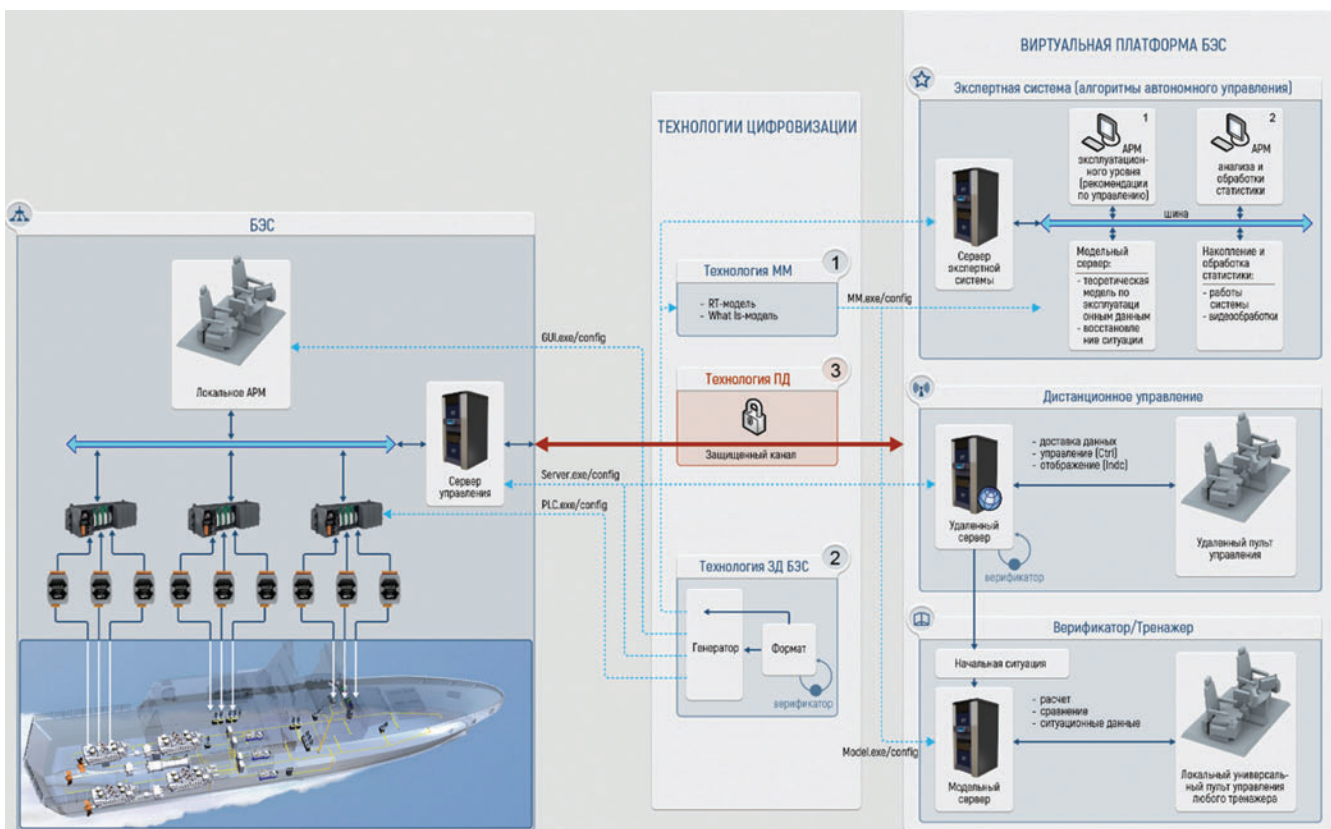 ВИРТУАЛЬНАЯ ПЛАТФОРМА БЭС
Экспертная система (алгоритмы автономного управления)
1
АРМ
эксплуатацион-
ного уровня
(рекомендации
по управлению)
2
АРМ
анализа и
обработки
статистики
шина
Сервер
экспертной
системы
Модельный
сервер:
- теоретическая
модель по
эксплуатаци
онным данным
- восстановле
ние ситуации
Накопление и
обработка
статистики:
- работы
системы
- видеообработки
ТЕХНОЛОГИИ ЦИФРОВИЗАЦИИ
Технология ММ
1
- RT-модель
- What Is-модель
MM.exe/config
Технология ПД
3
Защищенный канал
Технология ЗД БЭС
2
Генератор
Формат
верификатор
БЭС
Локальное АРМ
Сервер
управления
GUI.exe/config
Server.exe/config
PLC.exe/config
Дистанционное управление
- доставка данных
- управление (Ctrl)
- отображение (Indc)
Удаленный
сервер
верификатор
Удаленный пульт
управления
Верификатор/Тренажер
Начальная ситуация
- расчет
- сравнение
- ситуационные данные
Model.exe/config
Модельный
сервер
Локальный универсаль-
ный пульт управления
любого тренажера